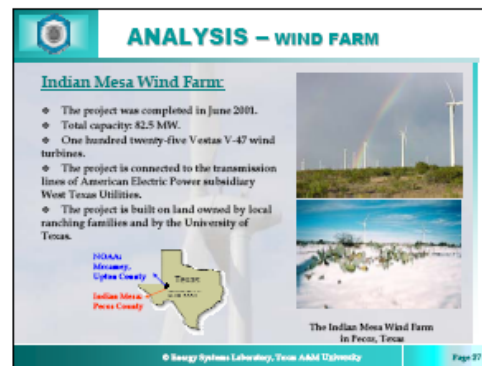 ANALYSIS – WIND FARM
Indian Mesa Wind Farm:
❖ The project was completed in June 2001.
❖ Total capacity: 82.5 MW.
❖ One hundred twenty-five Vestas V-47 wind
turbines.
❖ The project is connected to the transmission
lines of American Electric Power subsidiary
West Texas Utilities.
❖ The project is built on land owned by local
ranching families and by the University of
Texas.
NOAA:
Mccamey,
Upton County
Texas
Indian Mesa:
Pecos County
The Indian Mesa Wind Farm
in Pecos, Texas
© Energy Systems Laboratory, Texas A&M University
Page 27